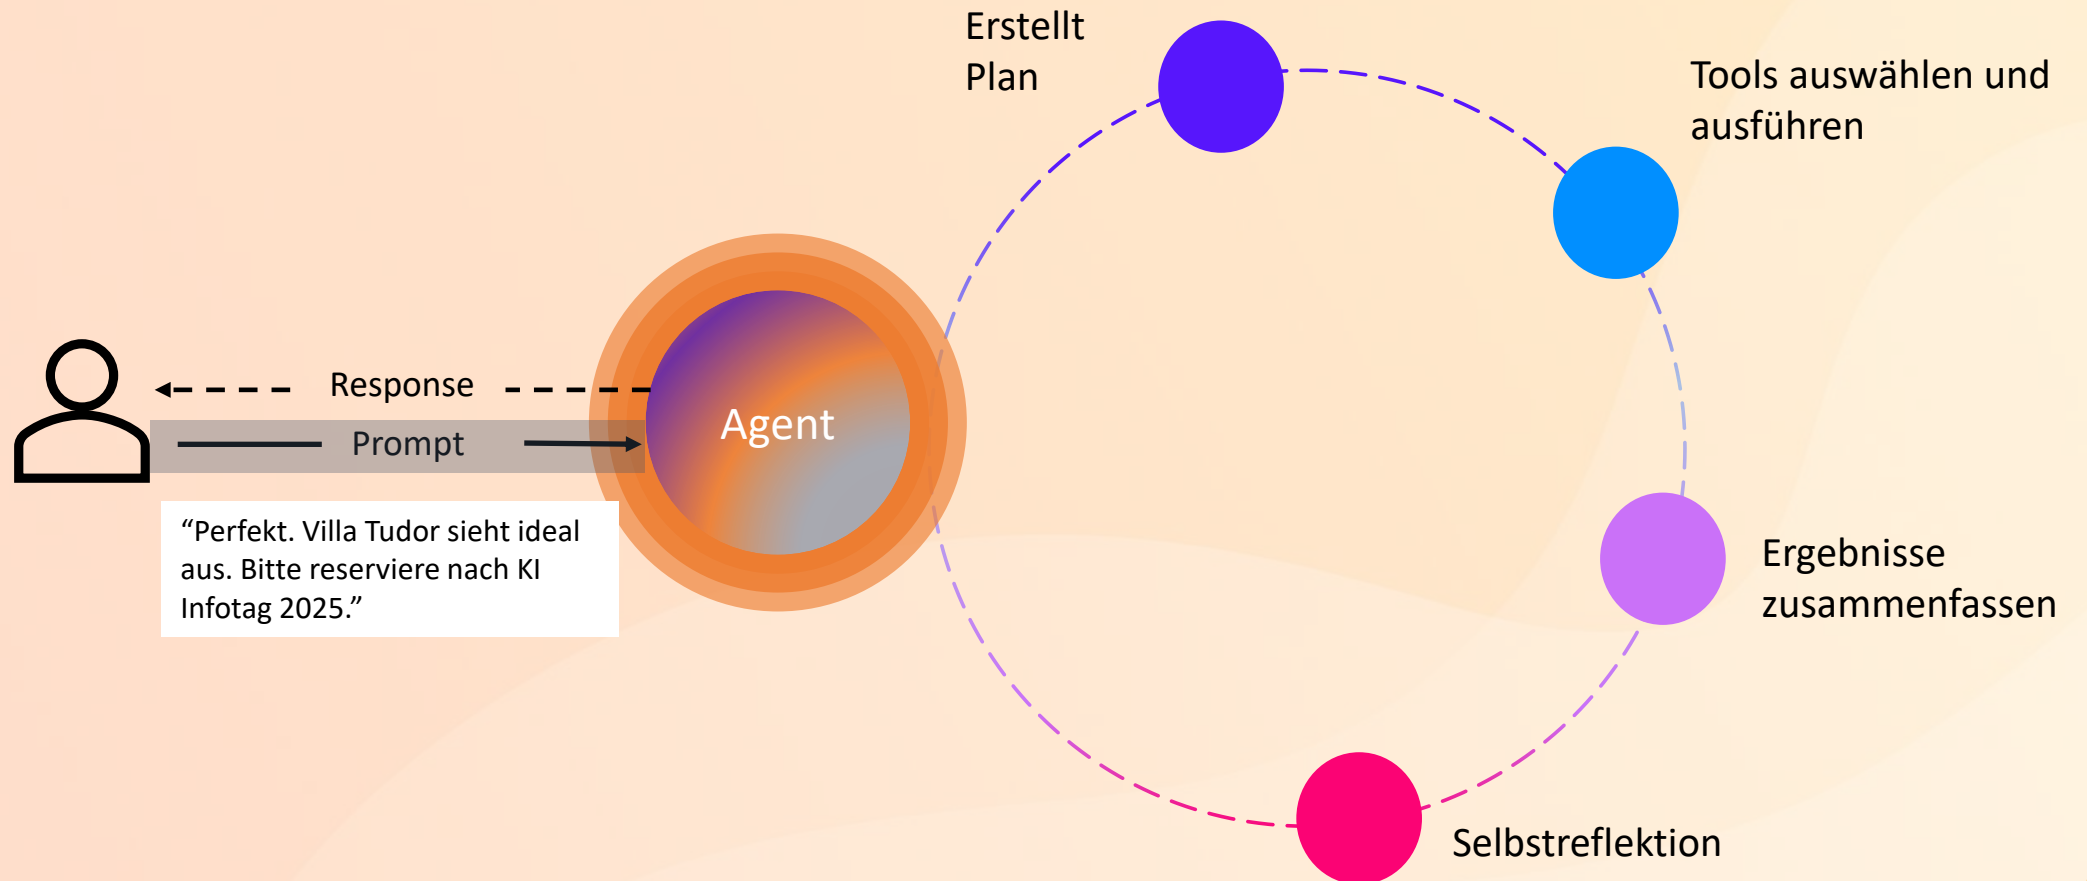 Erstellt
Plan
Tools auswählen und
ausführen
Response
Prompt
Agent
“Perfekt. Villa Tudor sieht ideal
aus. Bitte reserviere nach KI
Infotag 2025.”
Ergebnisse
zusammenfassen
Selbstreflektion